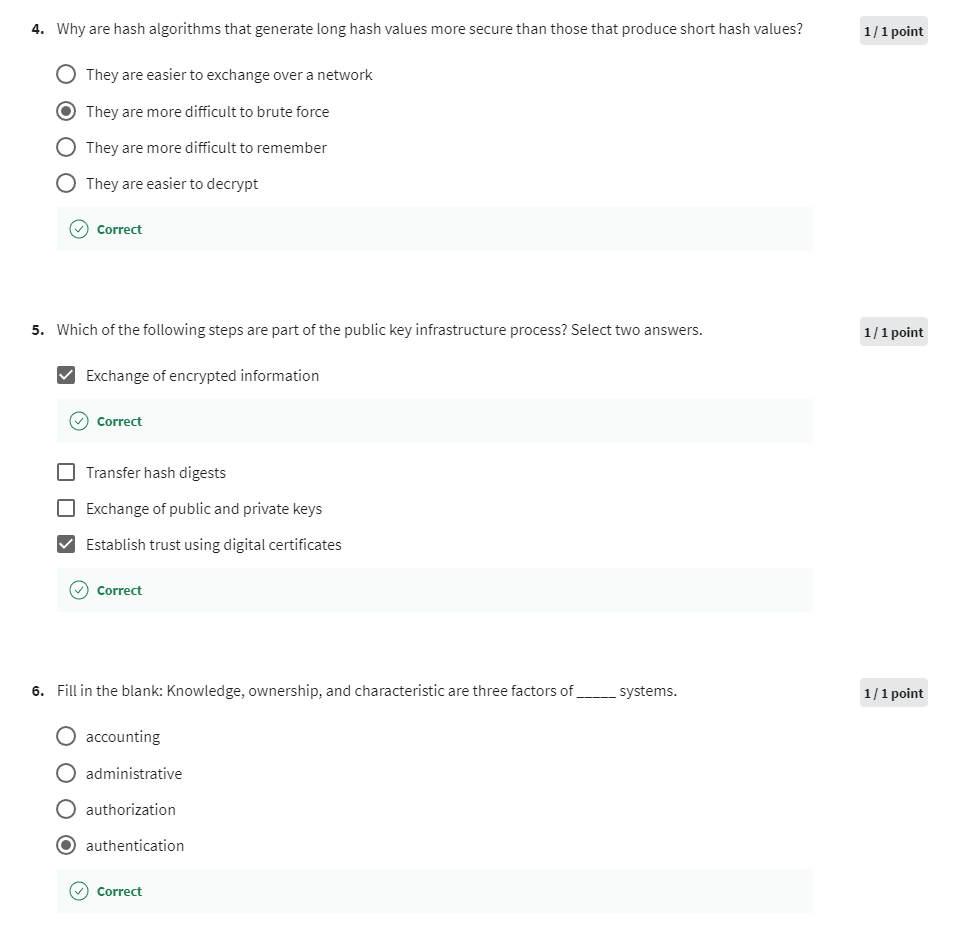 4. Why are hash algorithms that generate long hash values more secure than those that produce short hash values?
1 / 1 point
They are easier to exchange over a network
They are more difficult to brute force
They are more difficult to remember
They are easier to decrypt
Correct
5. Which of the following steps are part of the public key infrastructure process? Select two answers.
1 / 1 point
Exchange of encrypted information
Correct
Transfer hash digests
Exchange of public and private keys
Establish trust using digital certificates
Correct
6. Fill in the blank: Knowledge, ownership, and characteristic are three factors of _____ systems.
1 / 1 point
accounting
administrative
authorization
authentication
Correct